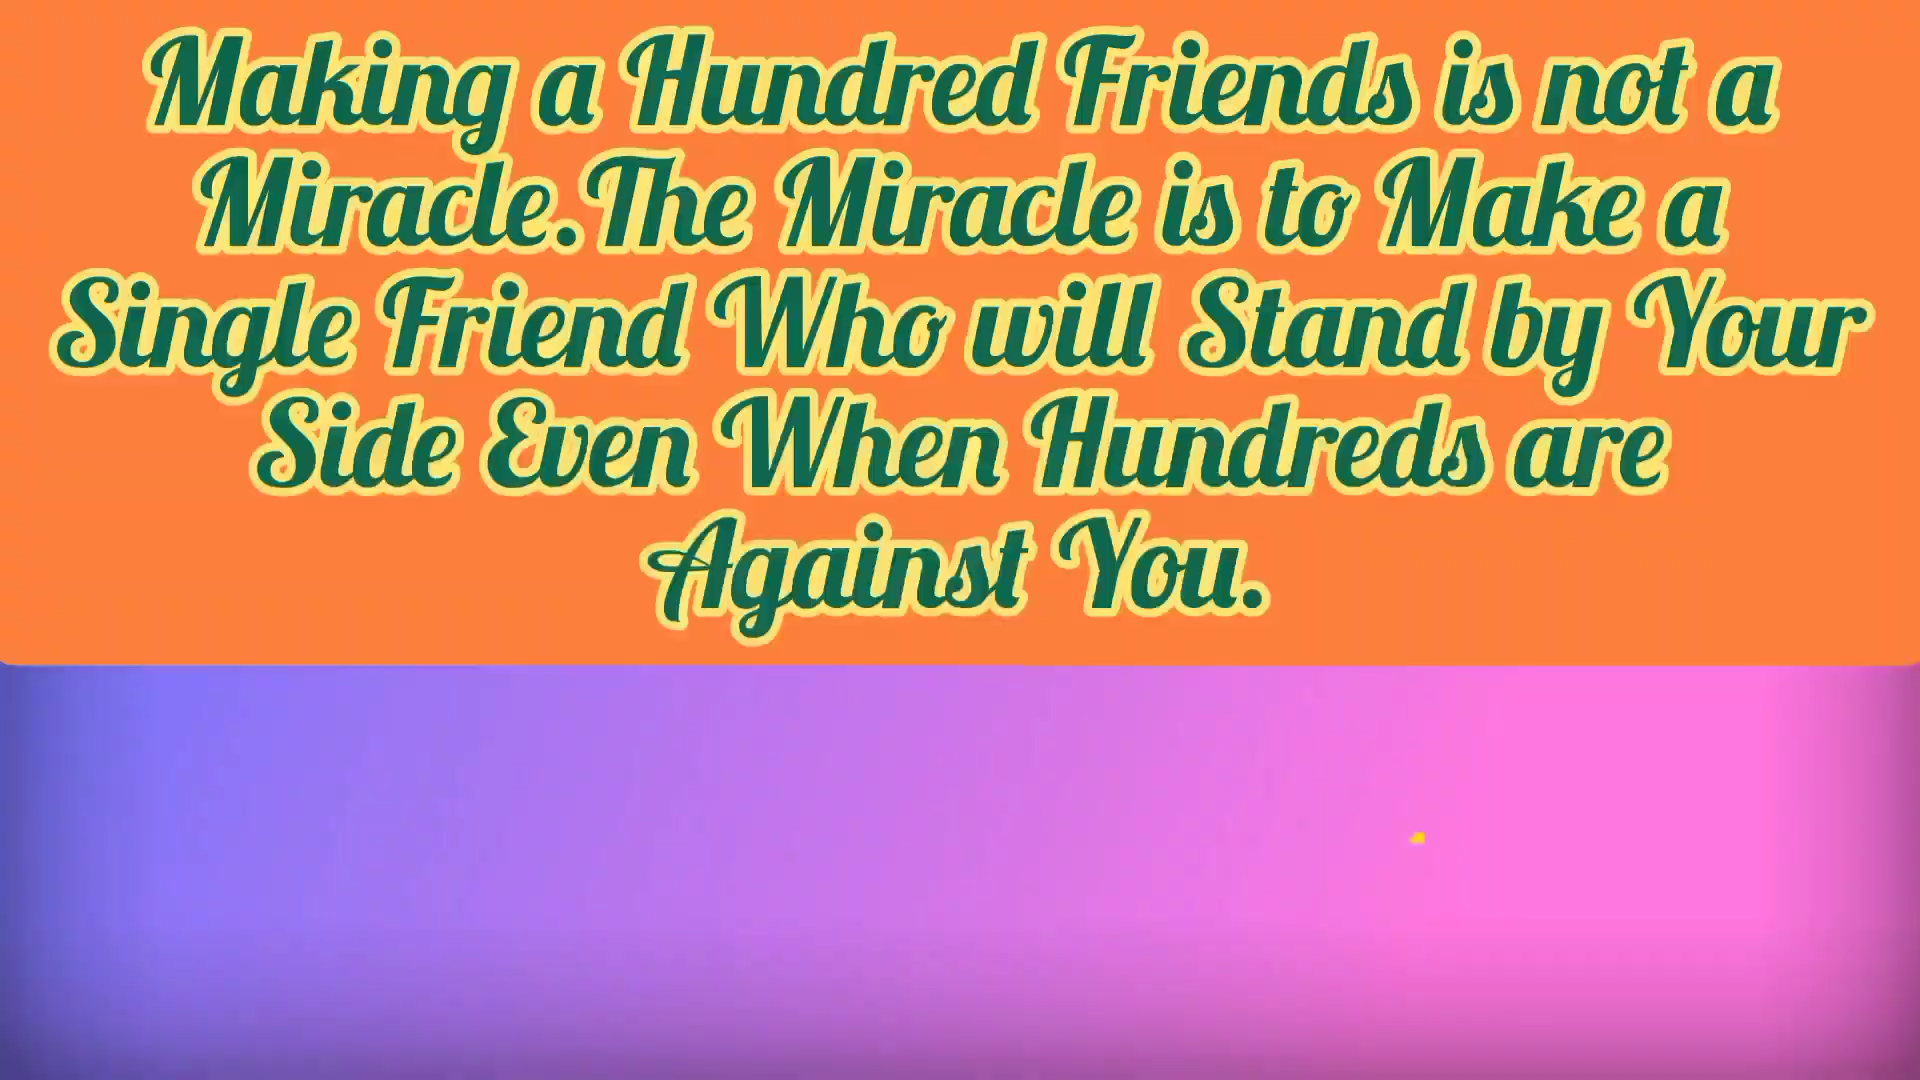 Making a Hundred Friends is not a
Miracle.The Miracle is to Make a
Single Friend Who will Stand by Your
Side Even When Hundreds are
Against You.